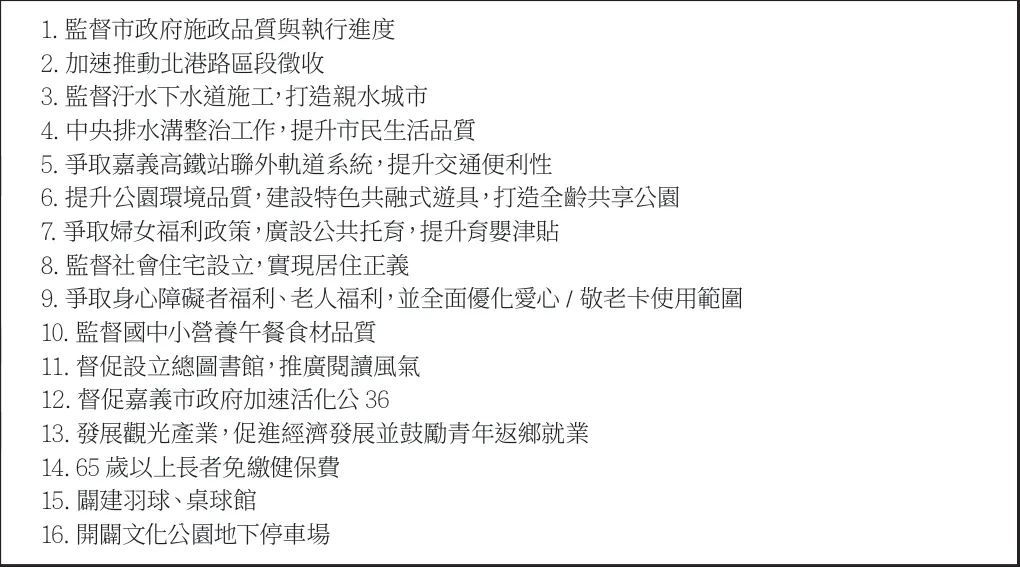 1. 監督市政府施政品質與執行進度
2. 加速推動北港路區段徵收
3. 監督汙水下水道施工，打造親水城市
4. 中央排水溝整治工作，提升市民生活品質
5. 爭取嘉義高鐵站聯外軌道系統，提升交通便利性
6. 提升公園環境品質，建設特色共融式遊具，打造全齡共享公園
7. 爭取婦女福利政策，廣設公共托育，提升育嬰津貼
8. 監督社會住宅設立，實現居住正義
9. 爭取身心障礙者福利、老人福利，並全面優化愛心 / 敬老卡使用範圍
10. 監督國中小營養午餐食材品質
11. 督促設立總圖書館，推廣閱讀風氣
12. 督促嘉義市政府加速活化公 36
13. 發展觀光產業，促進經濟發展並鼓勵青年返鄉就業
14. 65 歲以上長者免繳健保費
15. 闢建羽球、桌球館
16. 開闢文化公園地下停車場